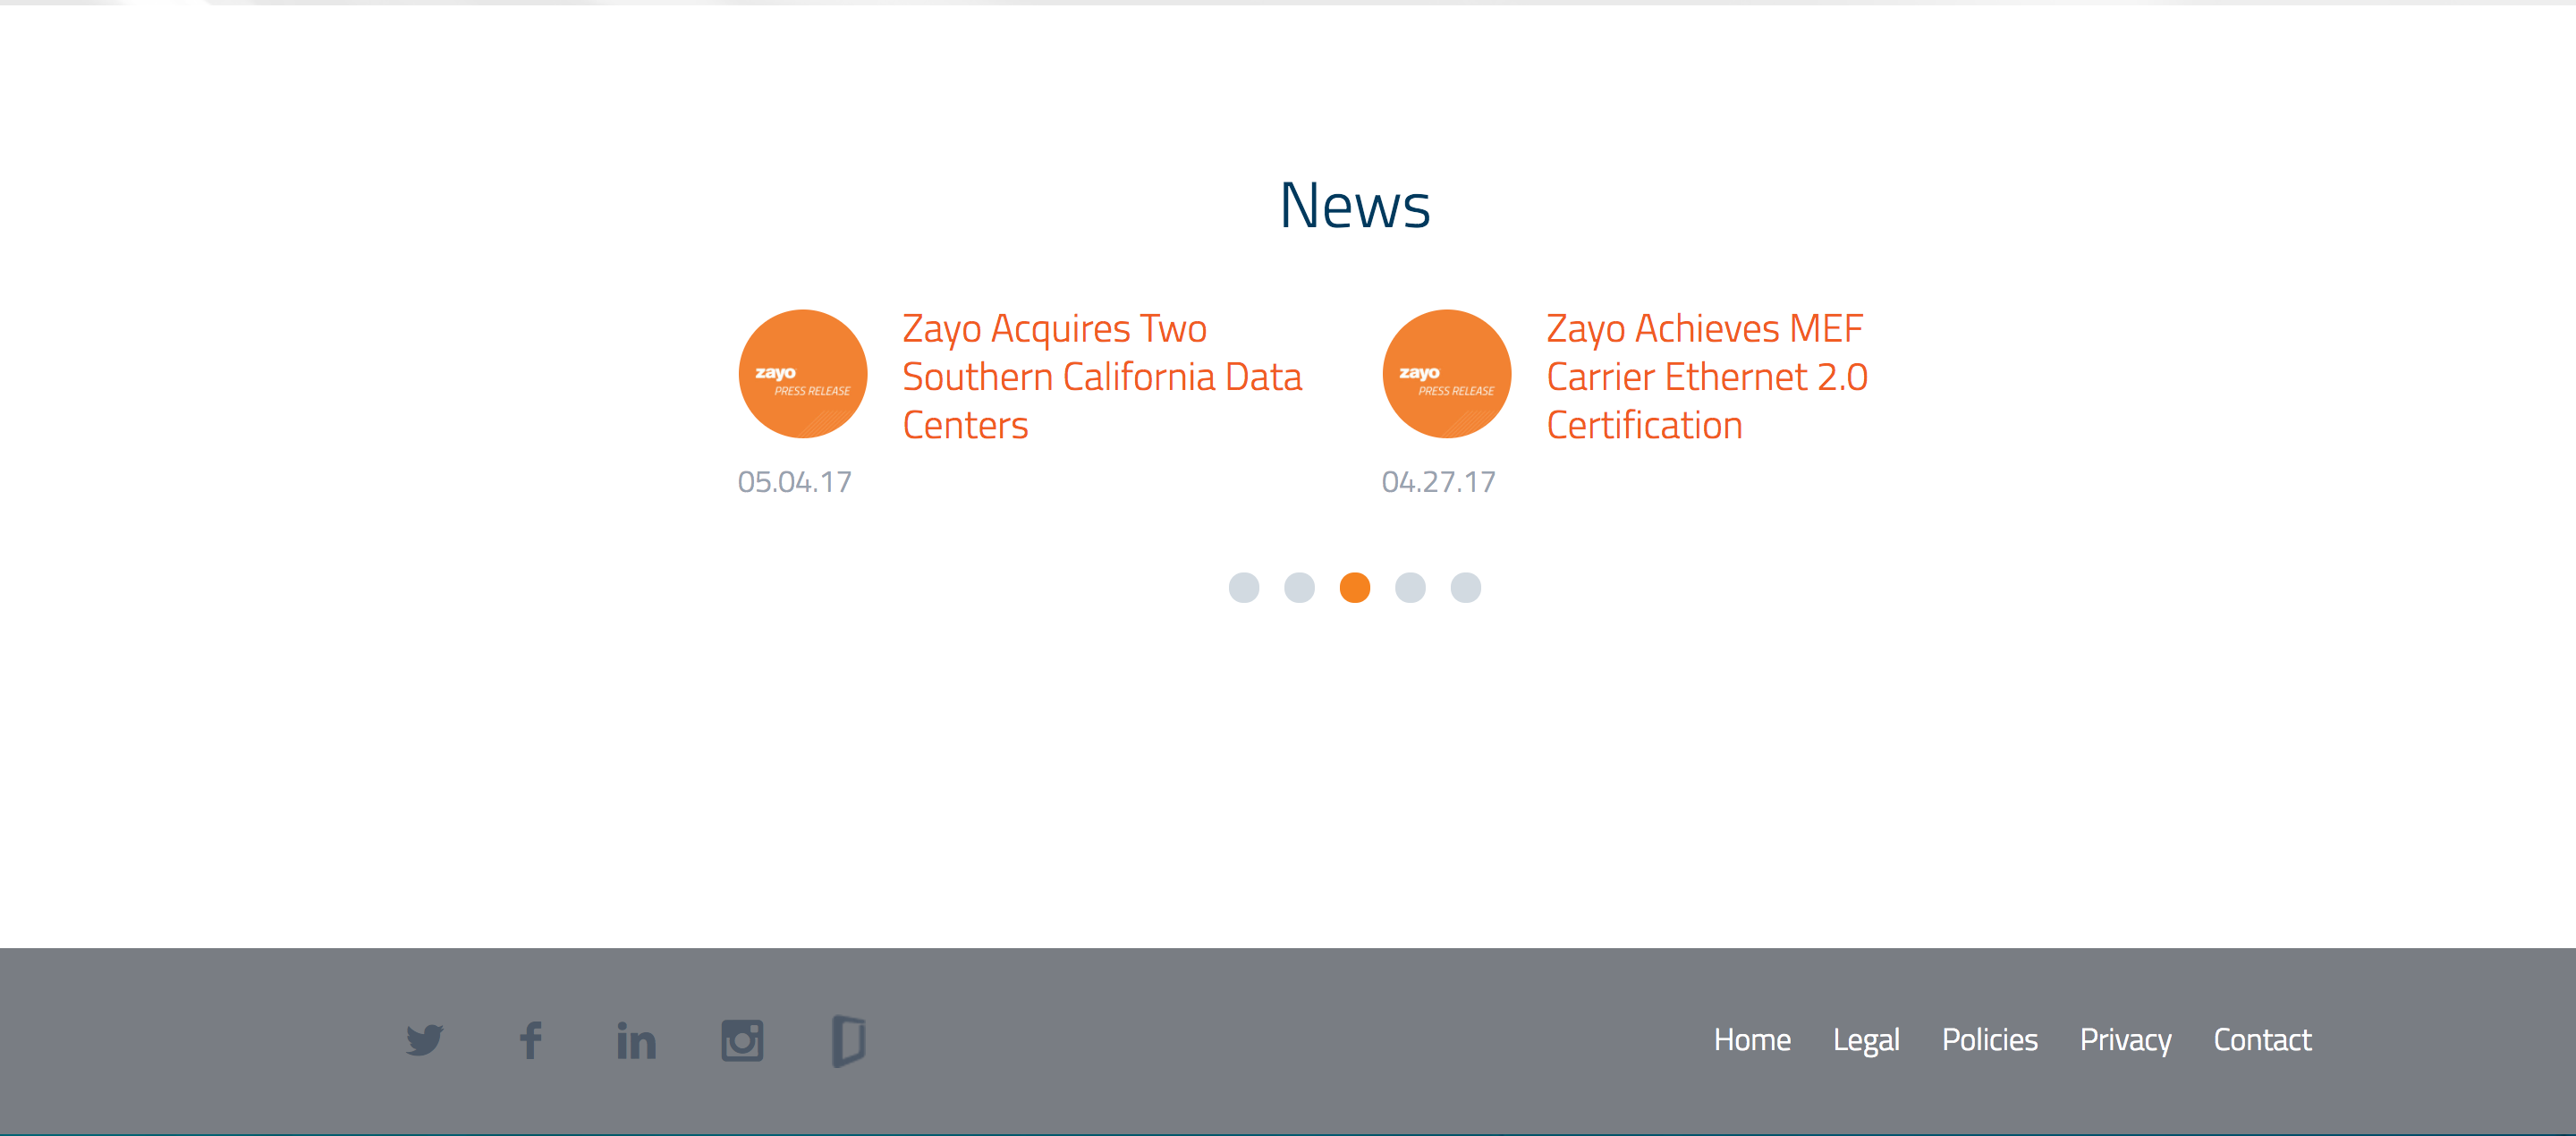 News
zayo
PRESS RELEASE
Zayo Acquires Two
Southern California Data
Centers
05.04.17
zayo
PRESS RELEASE
Zayo Achieves MEF
Carrier Ethernet 2.0
Certification
04.27.17
Home Legal Policies Privacy Contact